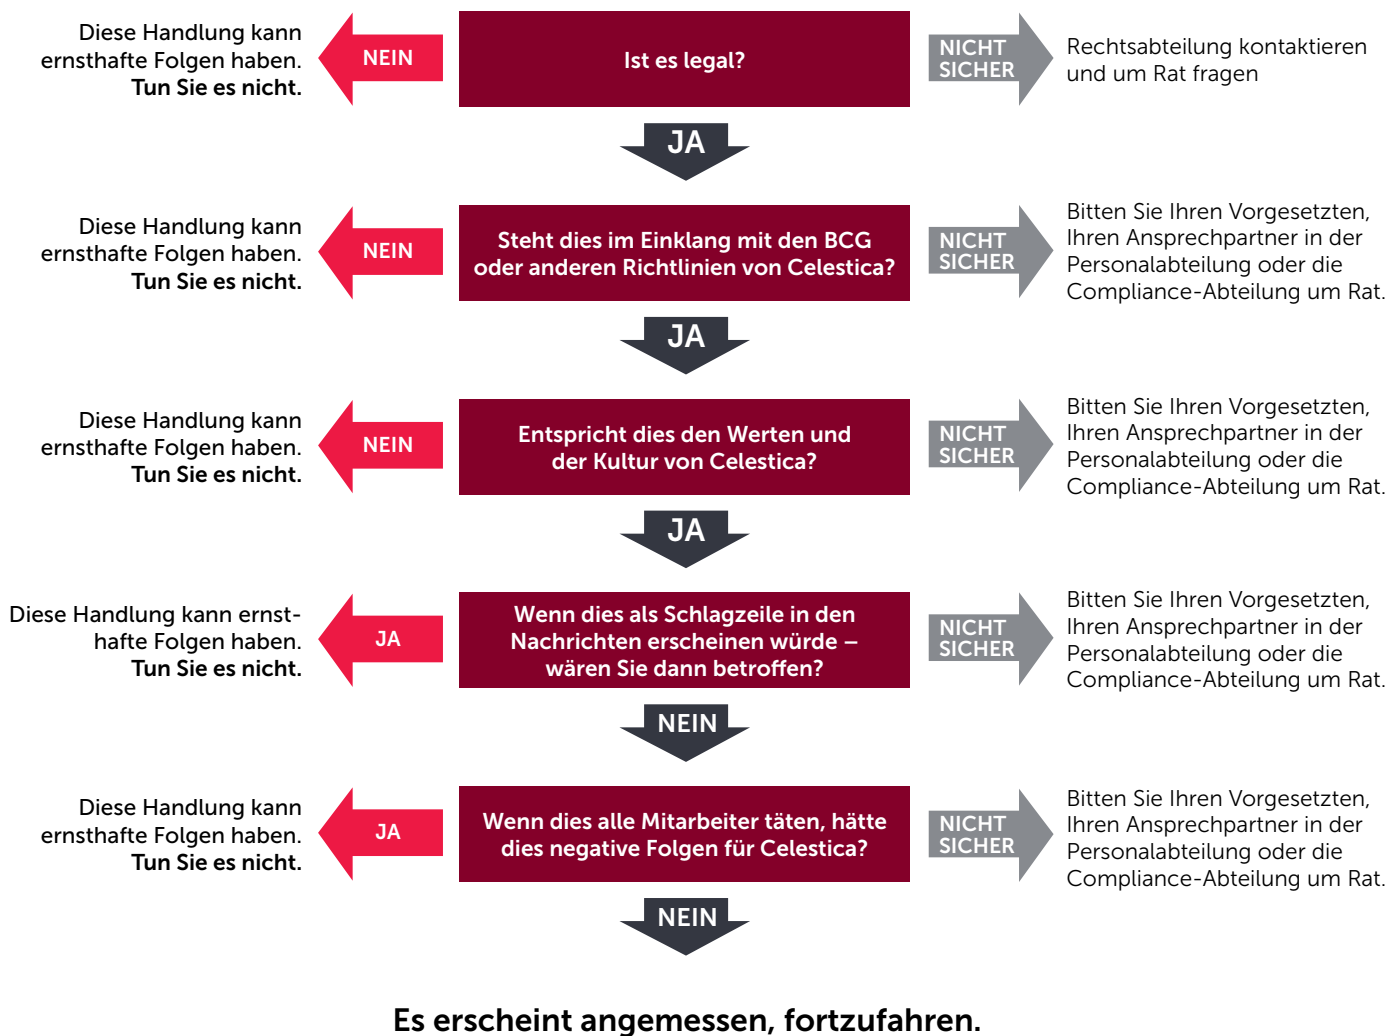 Diese Handlung kann
ernsthafte Folgen haben.
Tun Sie es nicht.
NEIN
Ist es legal?
NICHT
SICHER
Rechtsabteilung kontaktieren
und um Rat fragen
JA
Diese Handlung kann
ernsthafte Folgen haben.
Tun Sie es nicht.
NEIN
Steht dies im Einklang mit den BCG
oder anderen Richtlinien von Celestica?
NICHT
SICHER
Bitten Sie Ihren Vorgesetzten,
Ihren Ansprechpartner in der
Personalabteilung oder die
Compliance-Abteilung um Rat.
JA
Diese Handlung kann
ernsthafte Folgen haben.
Tun Sie es nicht.
NEIN
Entspricht dies den Werten und
der Kultur von Celestica?
NICHT
SICHER
Bitten Sie Ihren Vorgesetzten,
Ihren Ansprechpartner in der
Personalabteilung oder die
Compliance-Abteilung um Rat.
JA
Diese Handlung kann ernst-
hafte Folgen haben.
Tun Sie es nicht.
JA
Wenn dies als Schlagzeile in den
Nachrichten erscheinen würde –
wären Sie dann betroffen?
NICHT
SICHER
Bitten Sie Ihren Vorgesetzten,
Ihren Ansprechpartner in der
Personalabteilung oder die
Compliance-Abteilung um Rat.
NEIN
Diese Handlung kann
ernsthafte Folgen haben.
Tun Sie es nicht.
JA
Wenn dies alle Mitarbeiter täten, hätte
dies negative Folgen für Celestica?
NICHT
SICHER
Bitten Sie Ihren Vorgesetzten,
Ihren Ansprechpartner in der
Personalabteilung oder die
Compliance-Abteilung um Rat.
NEIN
Es erscheint angemessen, fortzufahren.